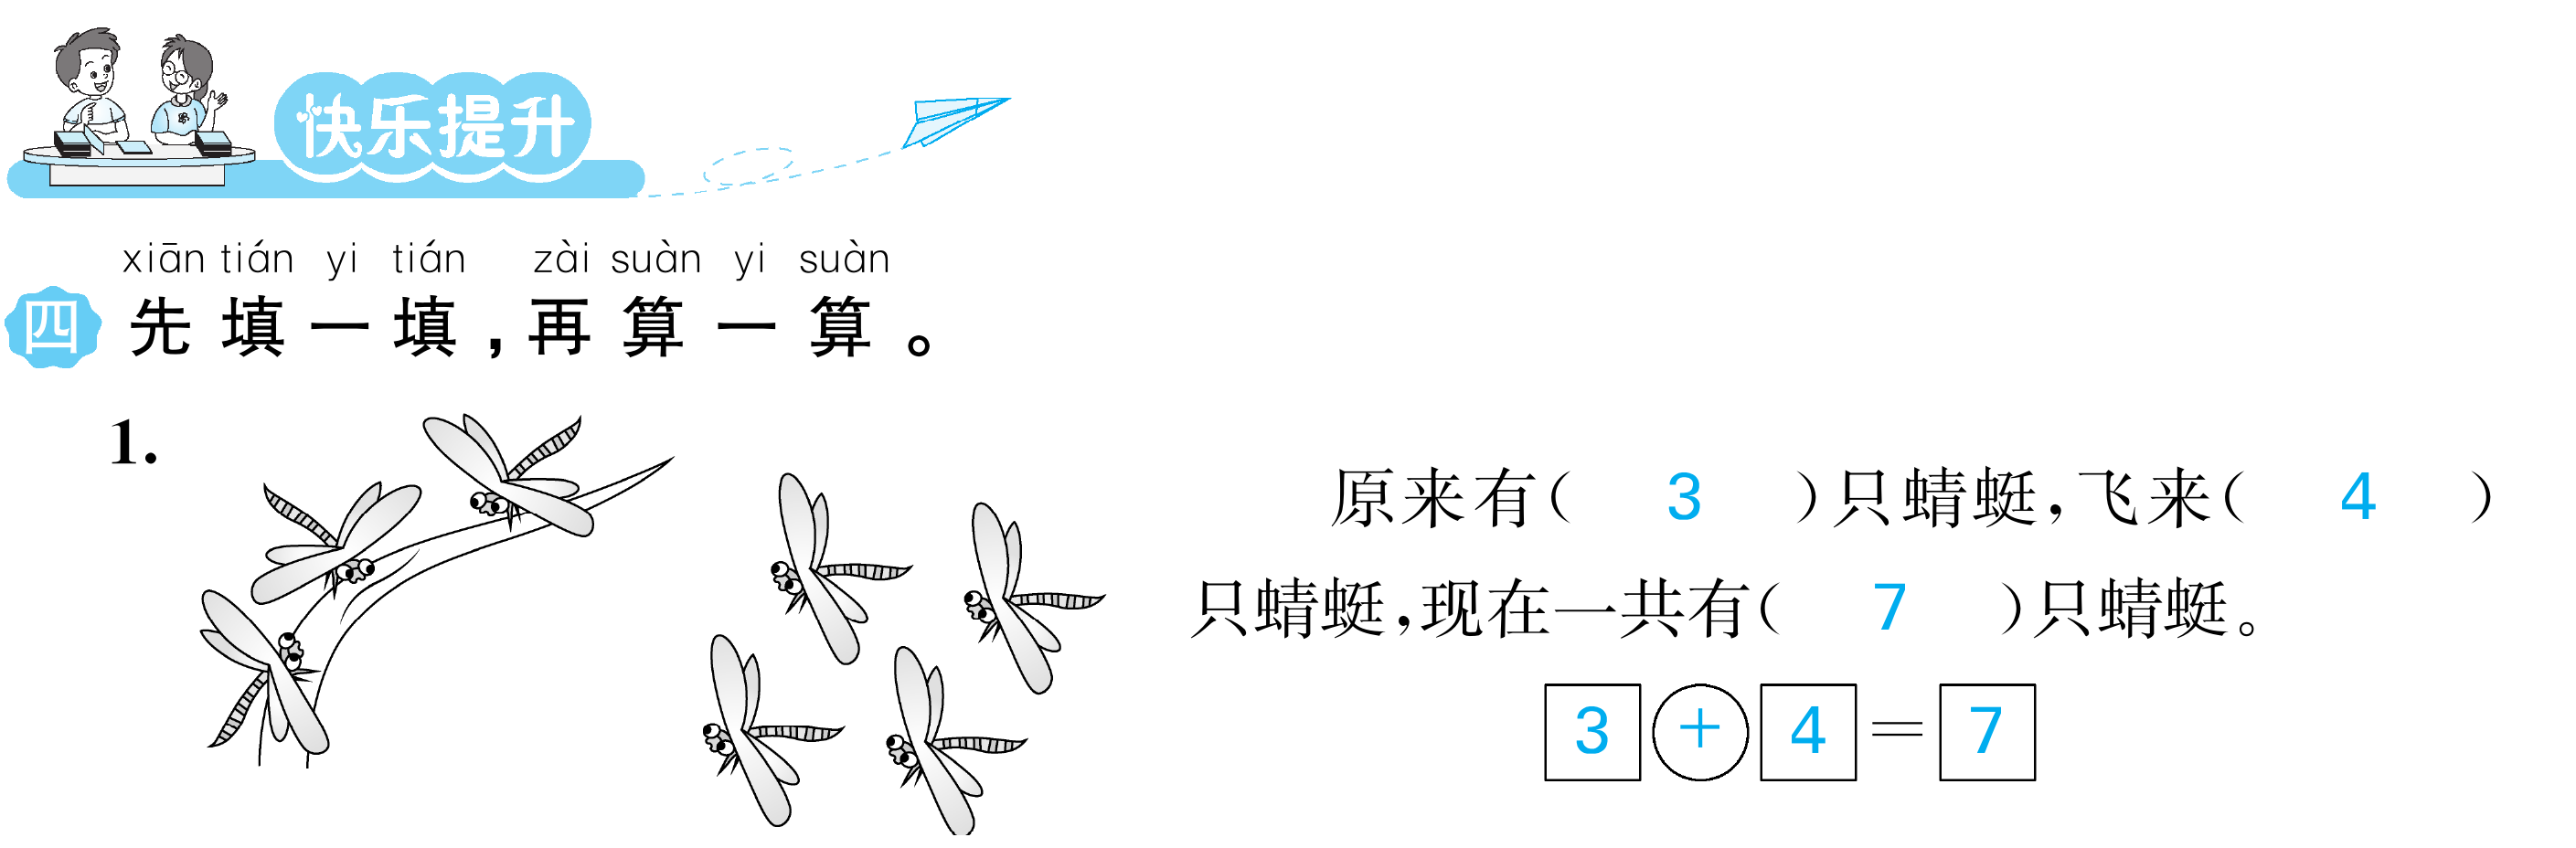 快乐提升
xiān tián yi tián zài suàn yi suàn
四 先填一填,再算一算。
1.
原来有( 3 )只蜻蜓,飞来( 4 )
只蜻蜓,现在一共有( 7 )只蜻蜓。
3 + 4 = 7